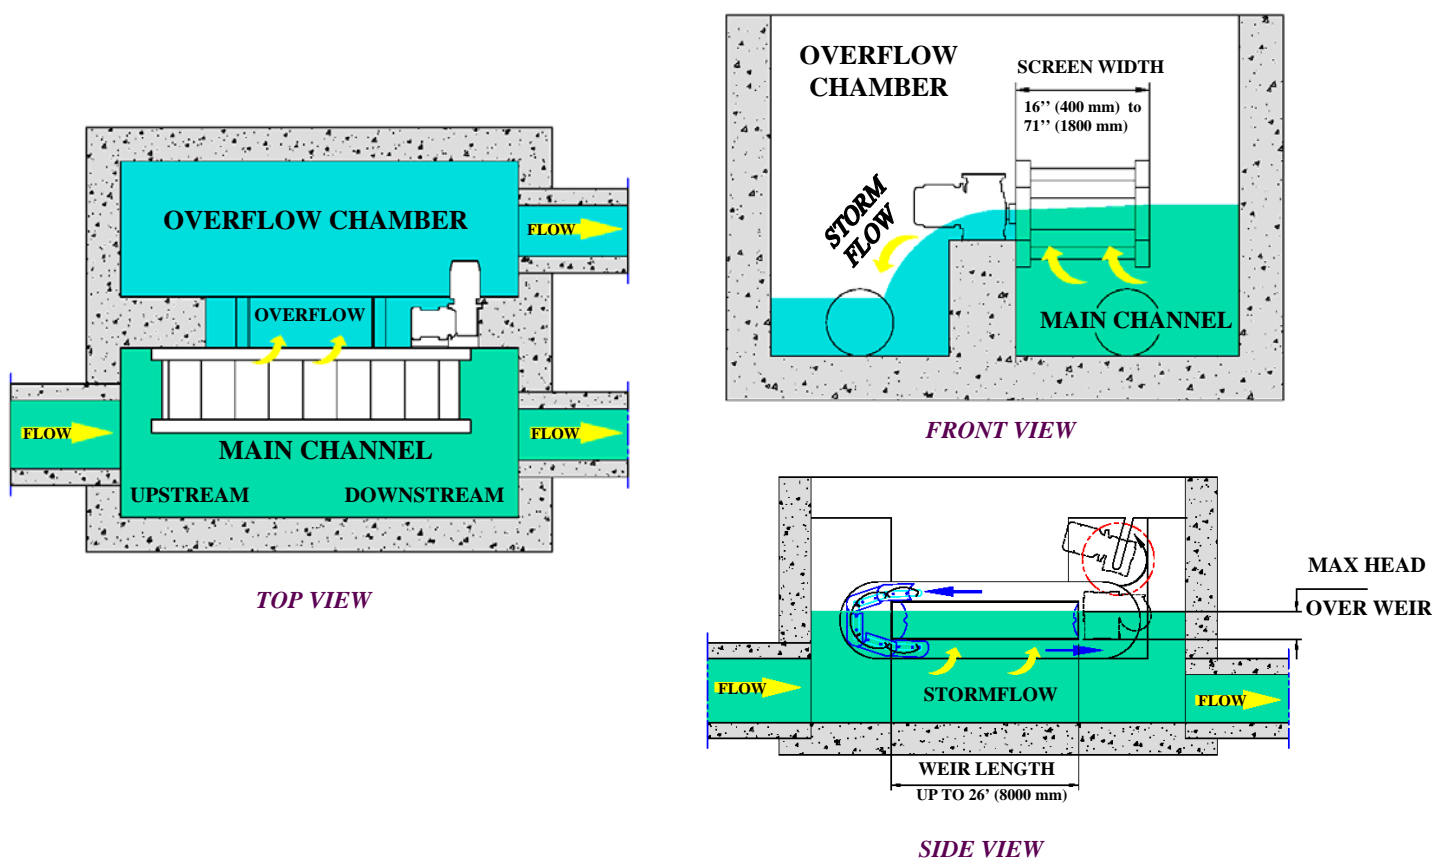 OVERFLOW CHAMBER
FLOW
OVERFLOW
FLOW
FLOW
MAIN CHANNEL
UPSTREAM
DOWNSTREAM
TOP VIEW
OVERFLOW
CHAMBER
SCREEN WIDTH
16’’ (400 mm) to
71’’ (1800 mm)
STORM
FLOW
MAIN CHANNEL
FRONT VIEW
MAX HEAD
OVER WEIR
FLOW
STORMFLOW
FLOW
WEIR LENGTH
UP TO 26’ (8000 mm)
SIDE VIEW